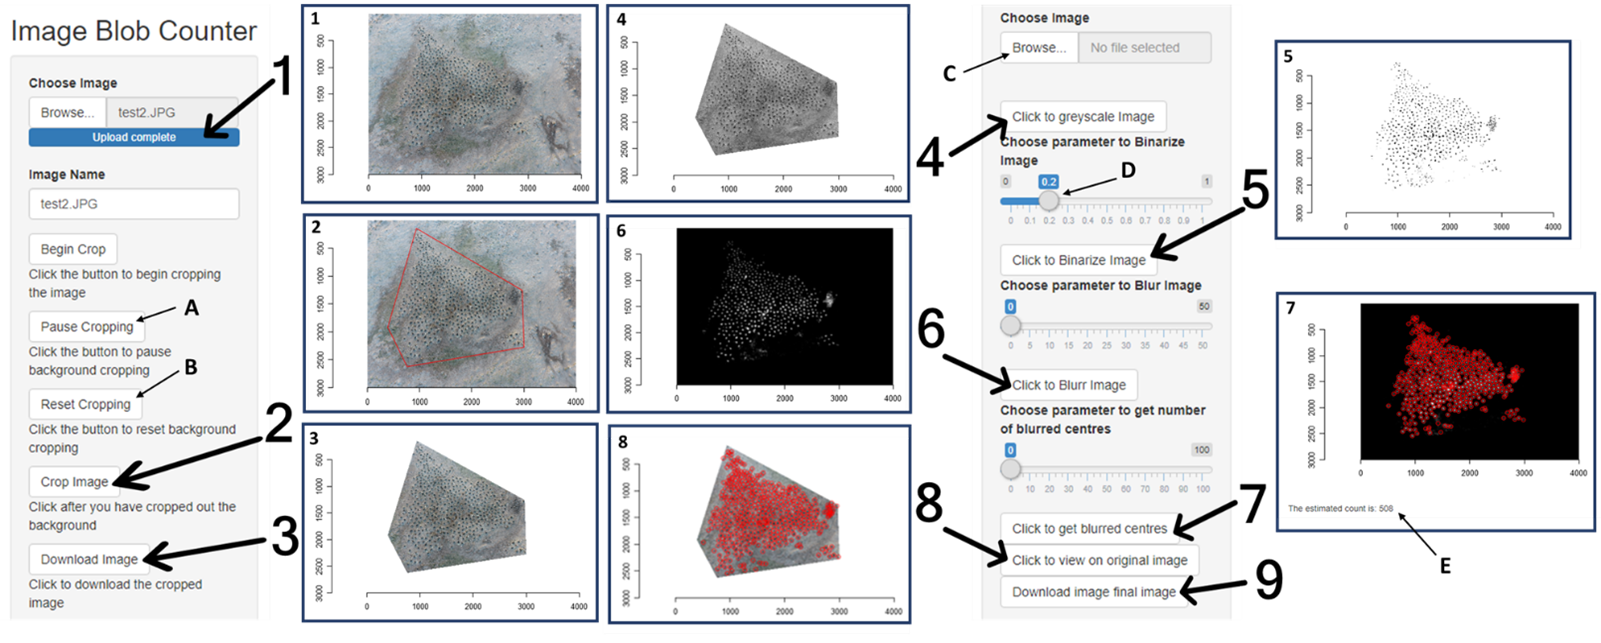 Image Blob Counter
Choose Image
Browse... test2.JPG
Upload complete
1
Image Name
test2.JPG
Begin Crop
Click the button to begin cropping
the image
Pause Cropping
A
Click the button to pause
background cropping
B
Reset Cropping
Click the button to reset background
cropping
2
Crop Image
Click after you have cropped out the
background
3
Download Image
Click to download the cropped
image
1
500
1000
1500
2000
2500
3000
0 1000 2000 3000 4000
2
500
1000
1500
2000
2500
3000
0 1000 2000 3000 4000
3
500
1000
1500
2000
2500
3000
0 1000 2000 3000 4000
4
500
1000
1500
2000
2500
3000
0 1000 2000 3000 4000
6
500
1000
1500
2000
2500
3000
0 1000 2000 3000 4000
8
500
1000
1500
2000
2500
3000
0 1000 2000 3000 4000
Choose Image
Browse... No file selected
C
Click to greyscale Image
4
Choose parameter to Binarize
Image
0 0.2 1
D
0 0.1 0.2 0.3 0.4 0.5 0.6 0.7 0.8 0.9 1
5
Click to Binarize Image
Choose parameter to Blur Image
0 50
0 5 10 15 20 25 30 35 40 45 50
6
Click to Blurr Image
Choose parameter to get number
of blurred centres
0 100
0 10 20 30 40 50 60 70 80 90 100
7
Click to get blurred centres
8
Click to view on original image
Download image final image
9
5
500
1000
1500
2000
2500
3000
0 1000 2000 3000 4000
7
500
1000
1500
2000
2500
3000
0 1000 2000 3000 4000
The estimated count is: 508
E